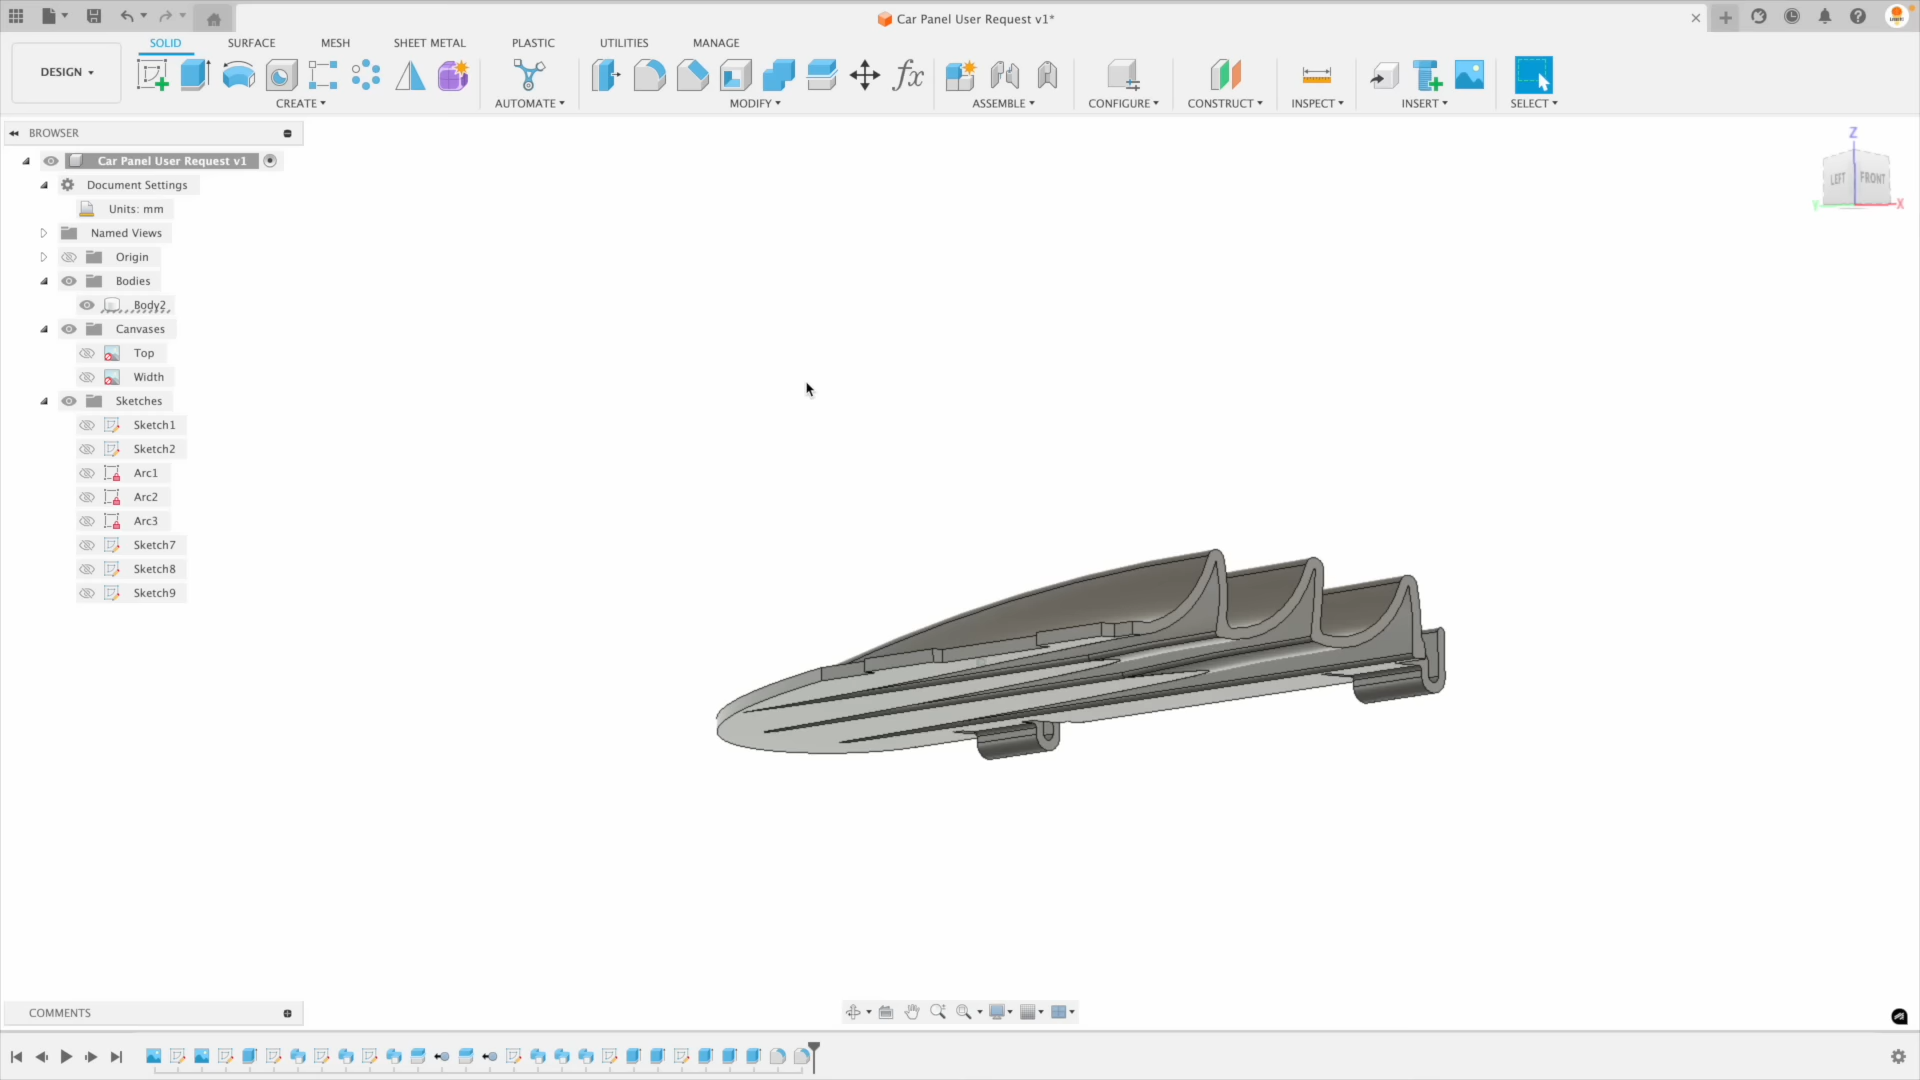 Car Panel User Request v1*
DESIGN
SOLID
SURFACE
MESH
SHEET METAL
PLASTIC
UTILITIES
MANAGE
fx
CREATE
AUTOMATE
MODIFY
ASSEMBLE
CONFIGURE
CONSTRUCT
INSPECT
INSERT
SELECT
BROWSER
Car Panel User Request v1
Document Settings
Units: mm
Named Views
Origin
Bodies
Body2
Canvases
Top
Width
Sketches
Sketch1
Sketch2
Arc1
Arc2
Arc3
Sketch7
Sketch8
Sketch9
Z
LEFT
FRONT
Y
X
COMMENTS